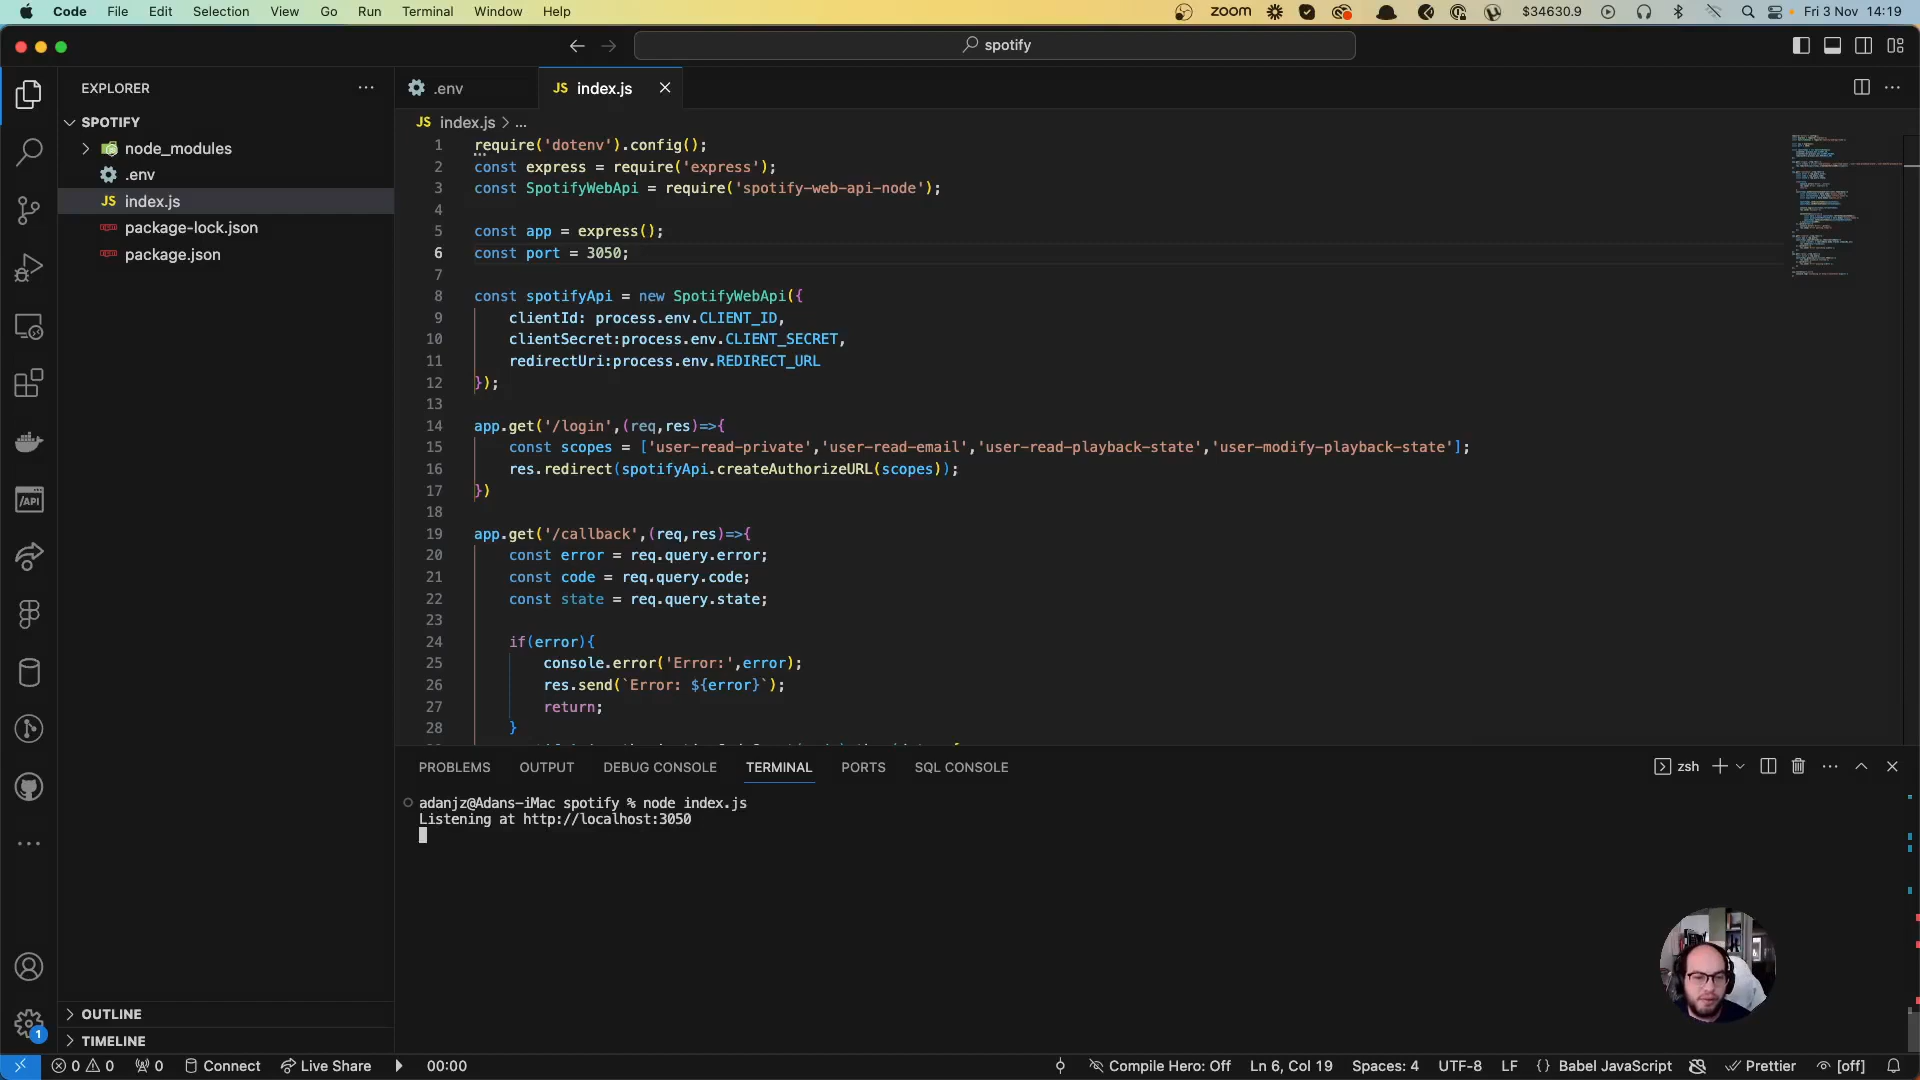 Code File Edit Selection View Go Run Terminal Window Help
zoom $34630.9 Fri 3 Nov 14:19
spotify
EXPLORER
SPOTIFY
node_modules
.env
JS index.js
package-lock.json
package.json
OUTLINE
TIMELINE
/API
1
.env
JS index.js
JS index.js > ...
1 require('dotenv').config();
2 const express = require('express');
3 const SpotifyWebApi = require('spotify-web-api-node');
4
5 const app = express();
6 const port = 3050;
7
8 const spotifyApi = new SpotifyWebApi({
9 clientId: process.env.CLIENT_ID,
10 clientSecret:process.env.CLIENT_SECRET,
11 redirectUri:process.env.REDIRECT_URL
12 });
13
14 app.get('/login',(req,res)=>{
15 const scopes = ['user-read-private','user-read-email','user-read-playback-state','user-modify-playback-state'];
16 res.redirect(spotifyApi.createAuthorizeURL(scopes));
17 })
18
19 app.get('/callback',(req,res)=>{
20 const error = req.query.error;
21 const code = req.query.code;
22 const state = req.query.state;
23
24 if(error){
25 console.error('Error:',error);
26 res.send(`Error: ${error}`);
27 return;
28 }
PROBLEMS OUTPUT DEBUG CONSOLE TERMINAL PORTS SQL CONSOLE
zsh
adanjz@Adans-iMac spotify % node index.js
Listening at http://localhost:3050
0 0 0 Connect Live Share 00:00
Compile Hero: Off Ln 6, Col 19 Spaces: 4 UTF-8 LF {} Babel JavaScript Prettier [off]